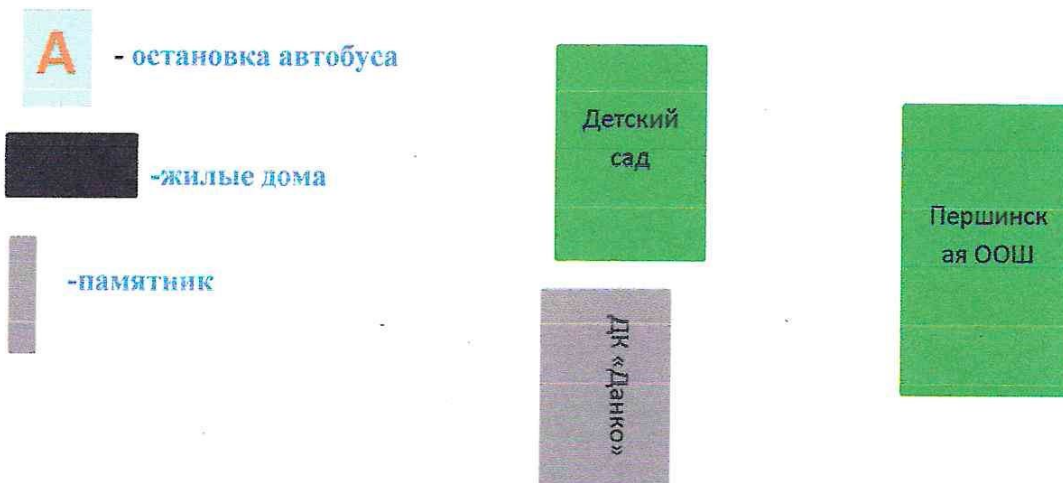 А - остановка автобуса
-жилые дома
-памятник
Детский
сад
ДК «Данко»
Першинск
ая ООШ